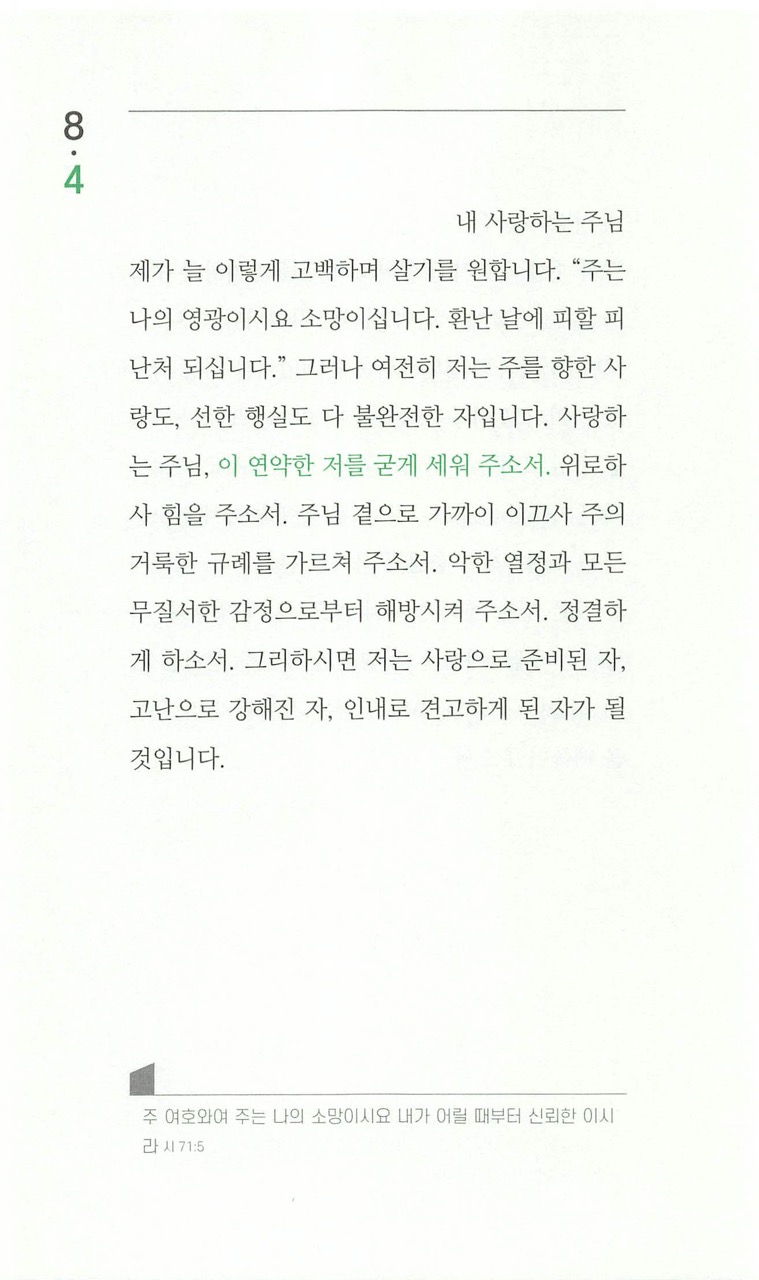 8
·
4
내 사랑하는 주님
제가 늘 이렇게 고백하며 살기를 원합니다. “주는
나의 영광이시요 소망이십니다. 환난 날에 피할 피
난처 되십니다.” 그러나 여전히 저는 주를 향한 사
랑도, 선한 행실도 다 불완전한 자입니다. 사랑하
는 주님, 이 연약한 저를 굳게 세워 주소서. 위로하
사 힘을 주소서. 주님 곁으로 가까이 이끄사 주의
거룩한 규례를 가르쳐 주소서. 악한 열정과 모든
무질서한 감정으로부터 해방시켜 주소서. 정결하
게 하소서. 그리하시면 저는 사랑으로 준비된 자,
고난으로 강해진 자, 인내로 견고하게 된 자가 될
것입니다.
주 여호와여 주는 나의 소망이시요 내가 어릴 때부터 신뢰한 이시
라 시 71:5